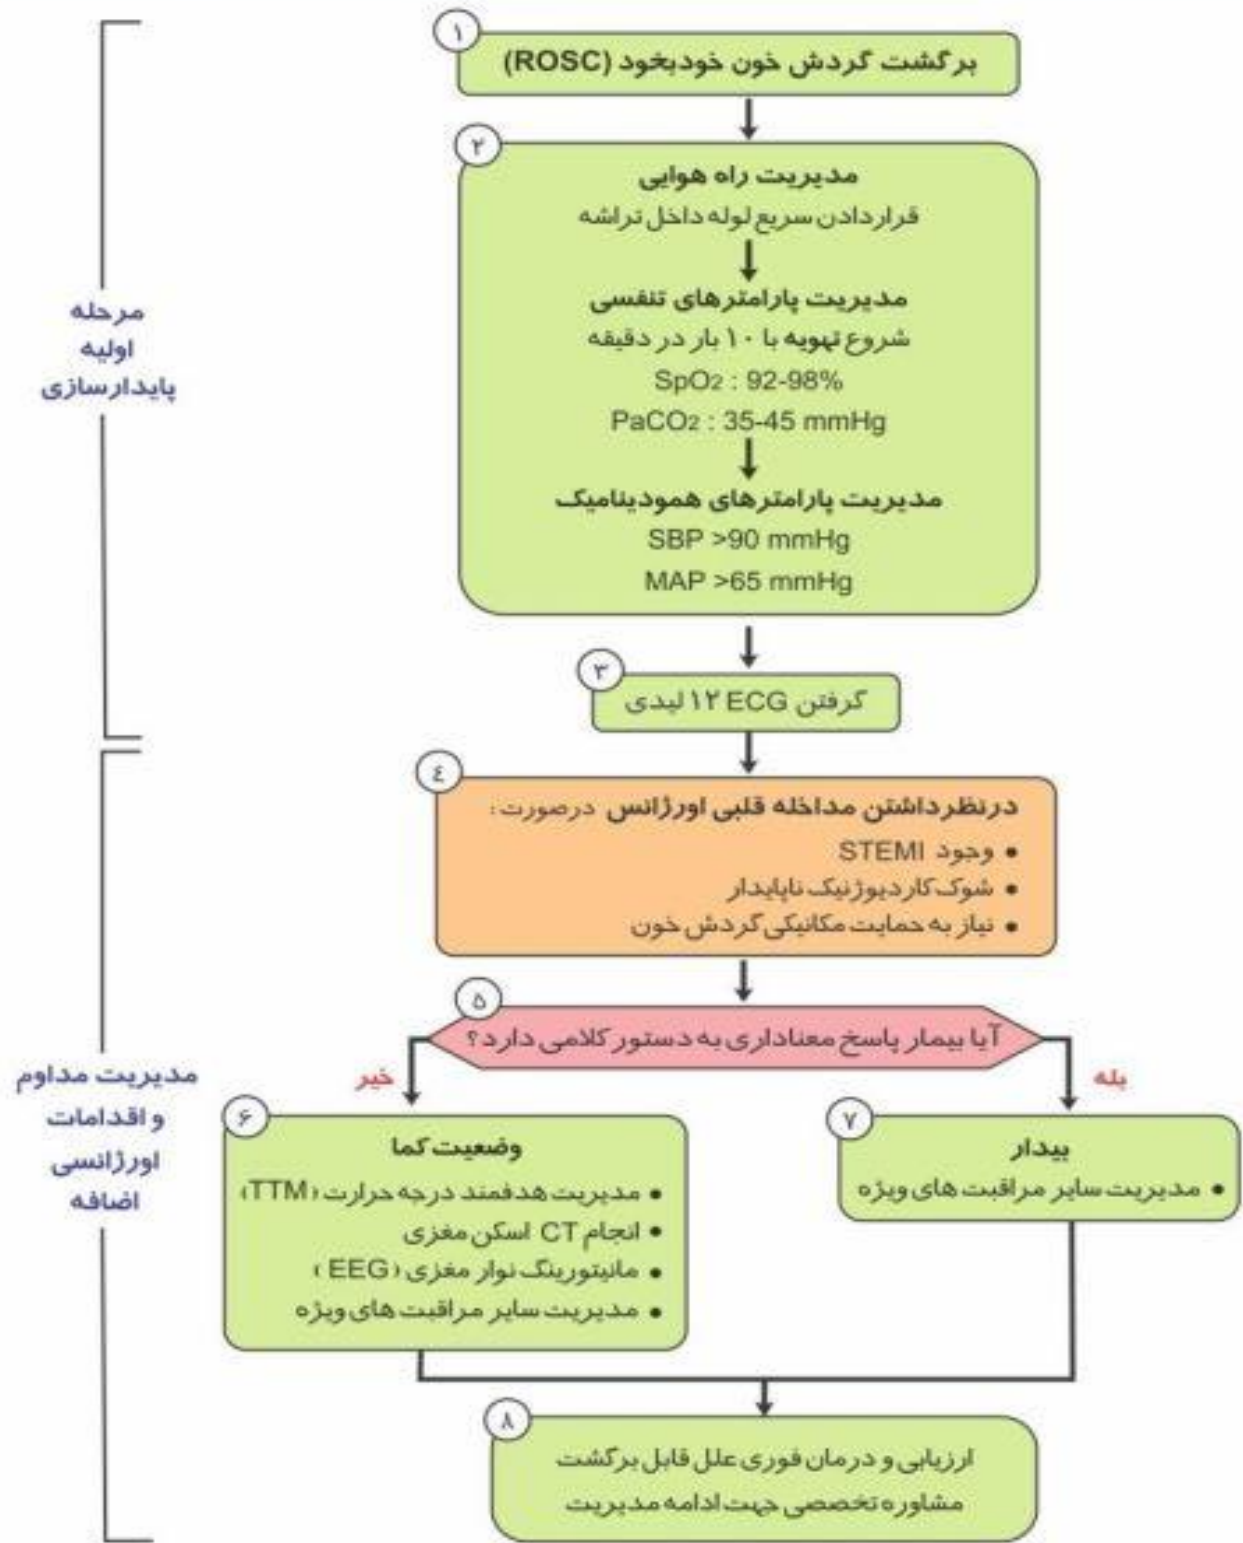 ۱
برگشت گردش خون خودبخود (ROSC)
۲
مدیریت راه هوایی
قراردادن سریع لوله داخل تراشه
مدیریت پارامترهای تنفسی
شروع تهویه با ۱۰ بار در دقیقه
SpO2 : 92-98%
PaCO2 : 35-45 mmHg
مدیریت پارامترهای همودینامیک
SBP >90 mmHg
MAP >65 mmHg
۳
گرفتن ECG ۱۲ لیدی
مرحله
اولیه
پایدارسازی
٤
درنظرداشتن مداخله قلبی اورژانس درصورت :
• وجود STEMI
• شوک کاردیوژنیک ناپایدار
• نیاز به حمایت مکانیکی گردش خون
۵
آیا بیمار پاسخ معناداری به دستور کلامی دارد؟
بله
خیر
۷
بیدار
• مدیریت سایر مراقبت های ویژه
۶
وضعیت کما
• مدیریت هدفمند درجه حرارت (TTM)
• انجام CT اسکن مغزی
• مانیتورینگ نوار مغزی (EEG)
• مدیریت سایر مراقبت های ویژه
مدیریت مداوم
و اقدامات
اورژانسی
اضافه
۸
ارزیابی و درمان فوری علل قابل برگشت
مشاوره تخصصی جهت ادامه مدیریت